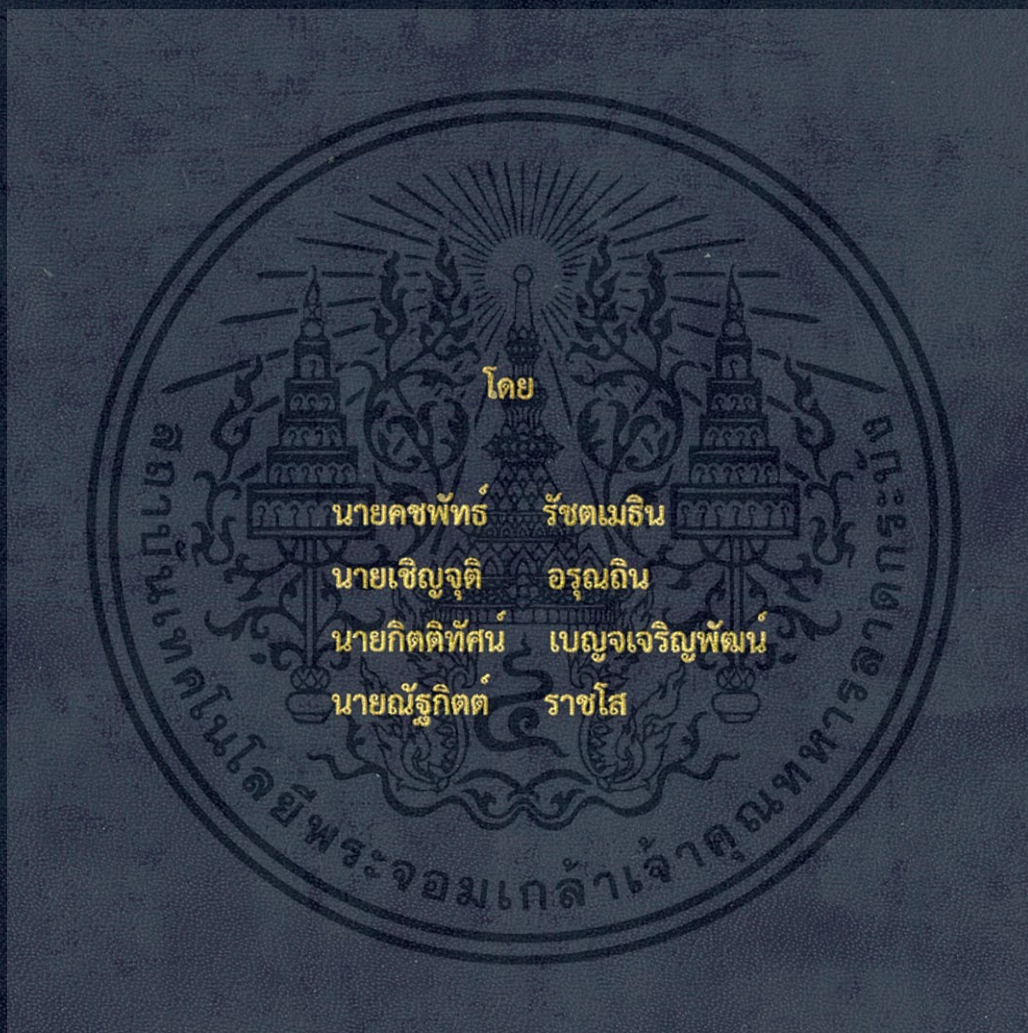 โดย
นายคชพัทธ์ รัชตเมธิน
นายเชิญจุติ อรุณถิน
นายกิตติทัศน์ เบญจเจริญพัฒน์
นายณัฐกิตต์ ราชโส
สถาบันเทคโนโลยีพระจอมเกล้าเจ้าคุณทหารลาดกระบัง